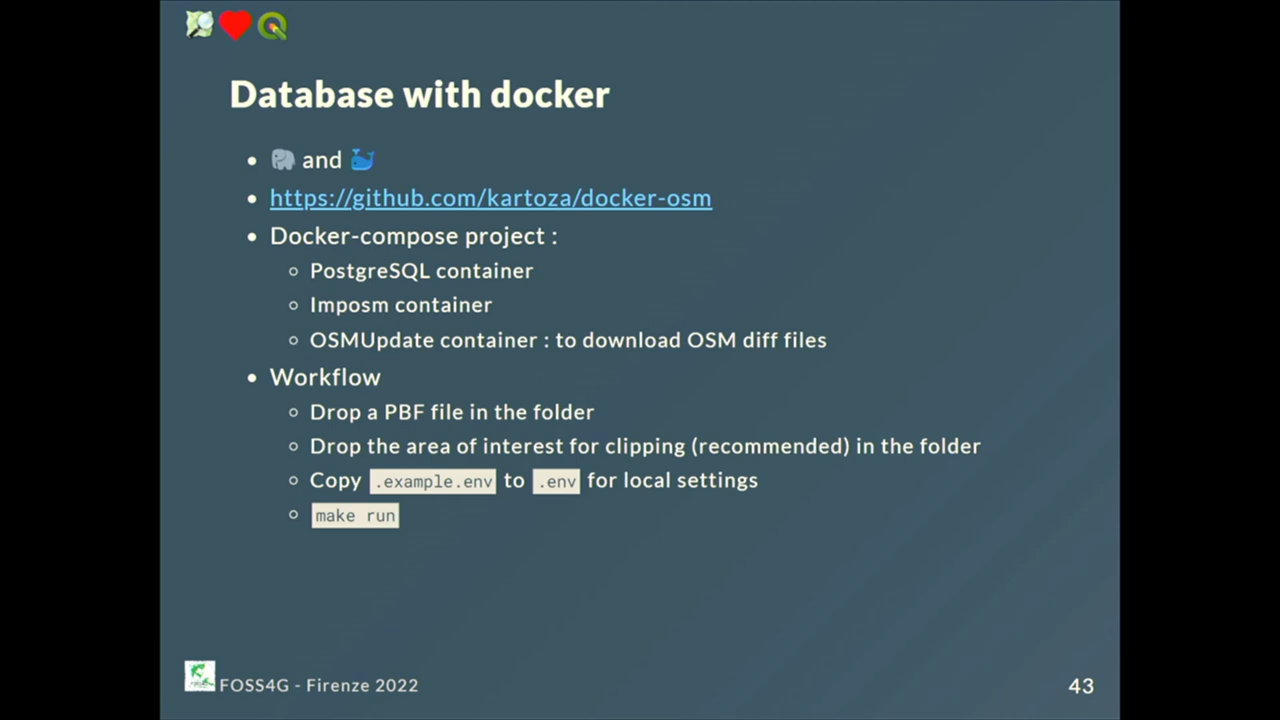 Database with docker
🐘 and 🐳
https://github.com/kartoza/docker-osm
Docker-compose project :
PostgreSQL container
Imposm container
OSMUpdate container : to download OSM diff files
Workflow
Drop a PBF file in the folder
Drop the area of interest for clipping (recommended) in the folder
Copy .example.env to .env for local settings
make run
FOSS4G - Firenze 2022
43